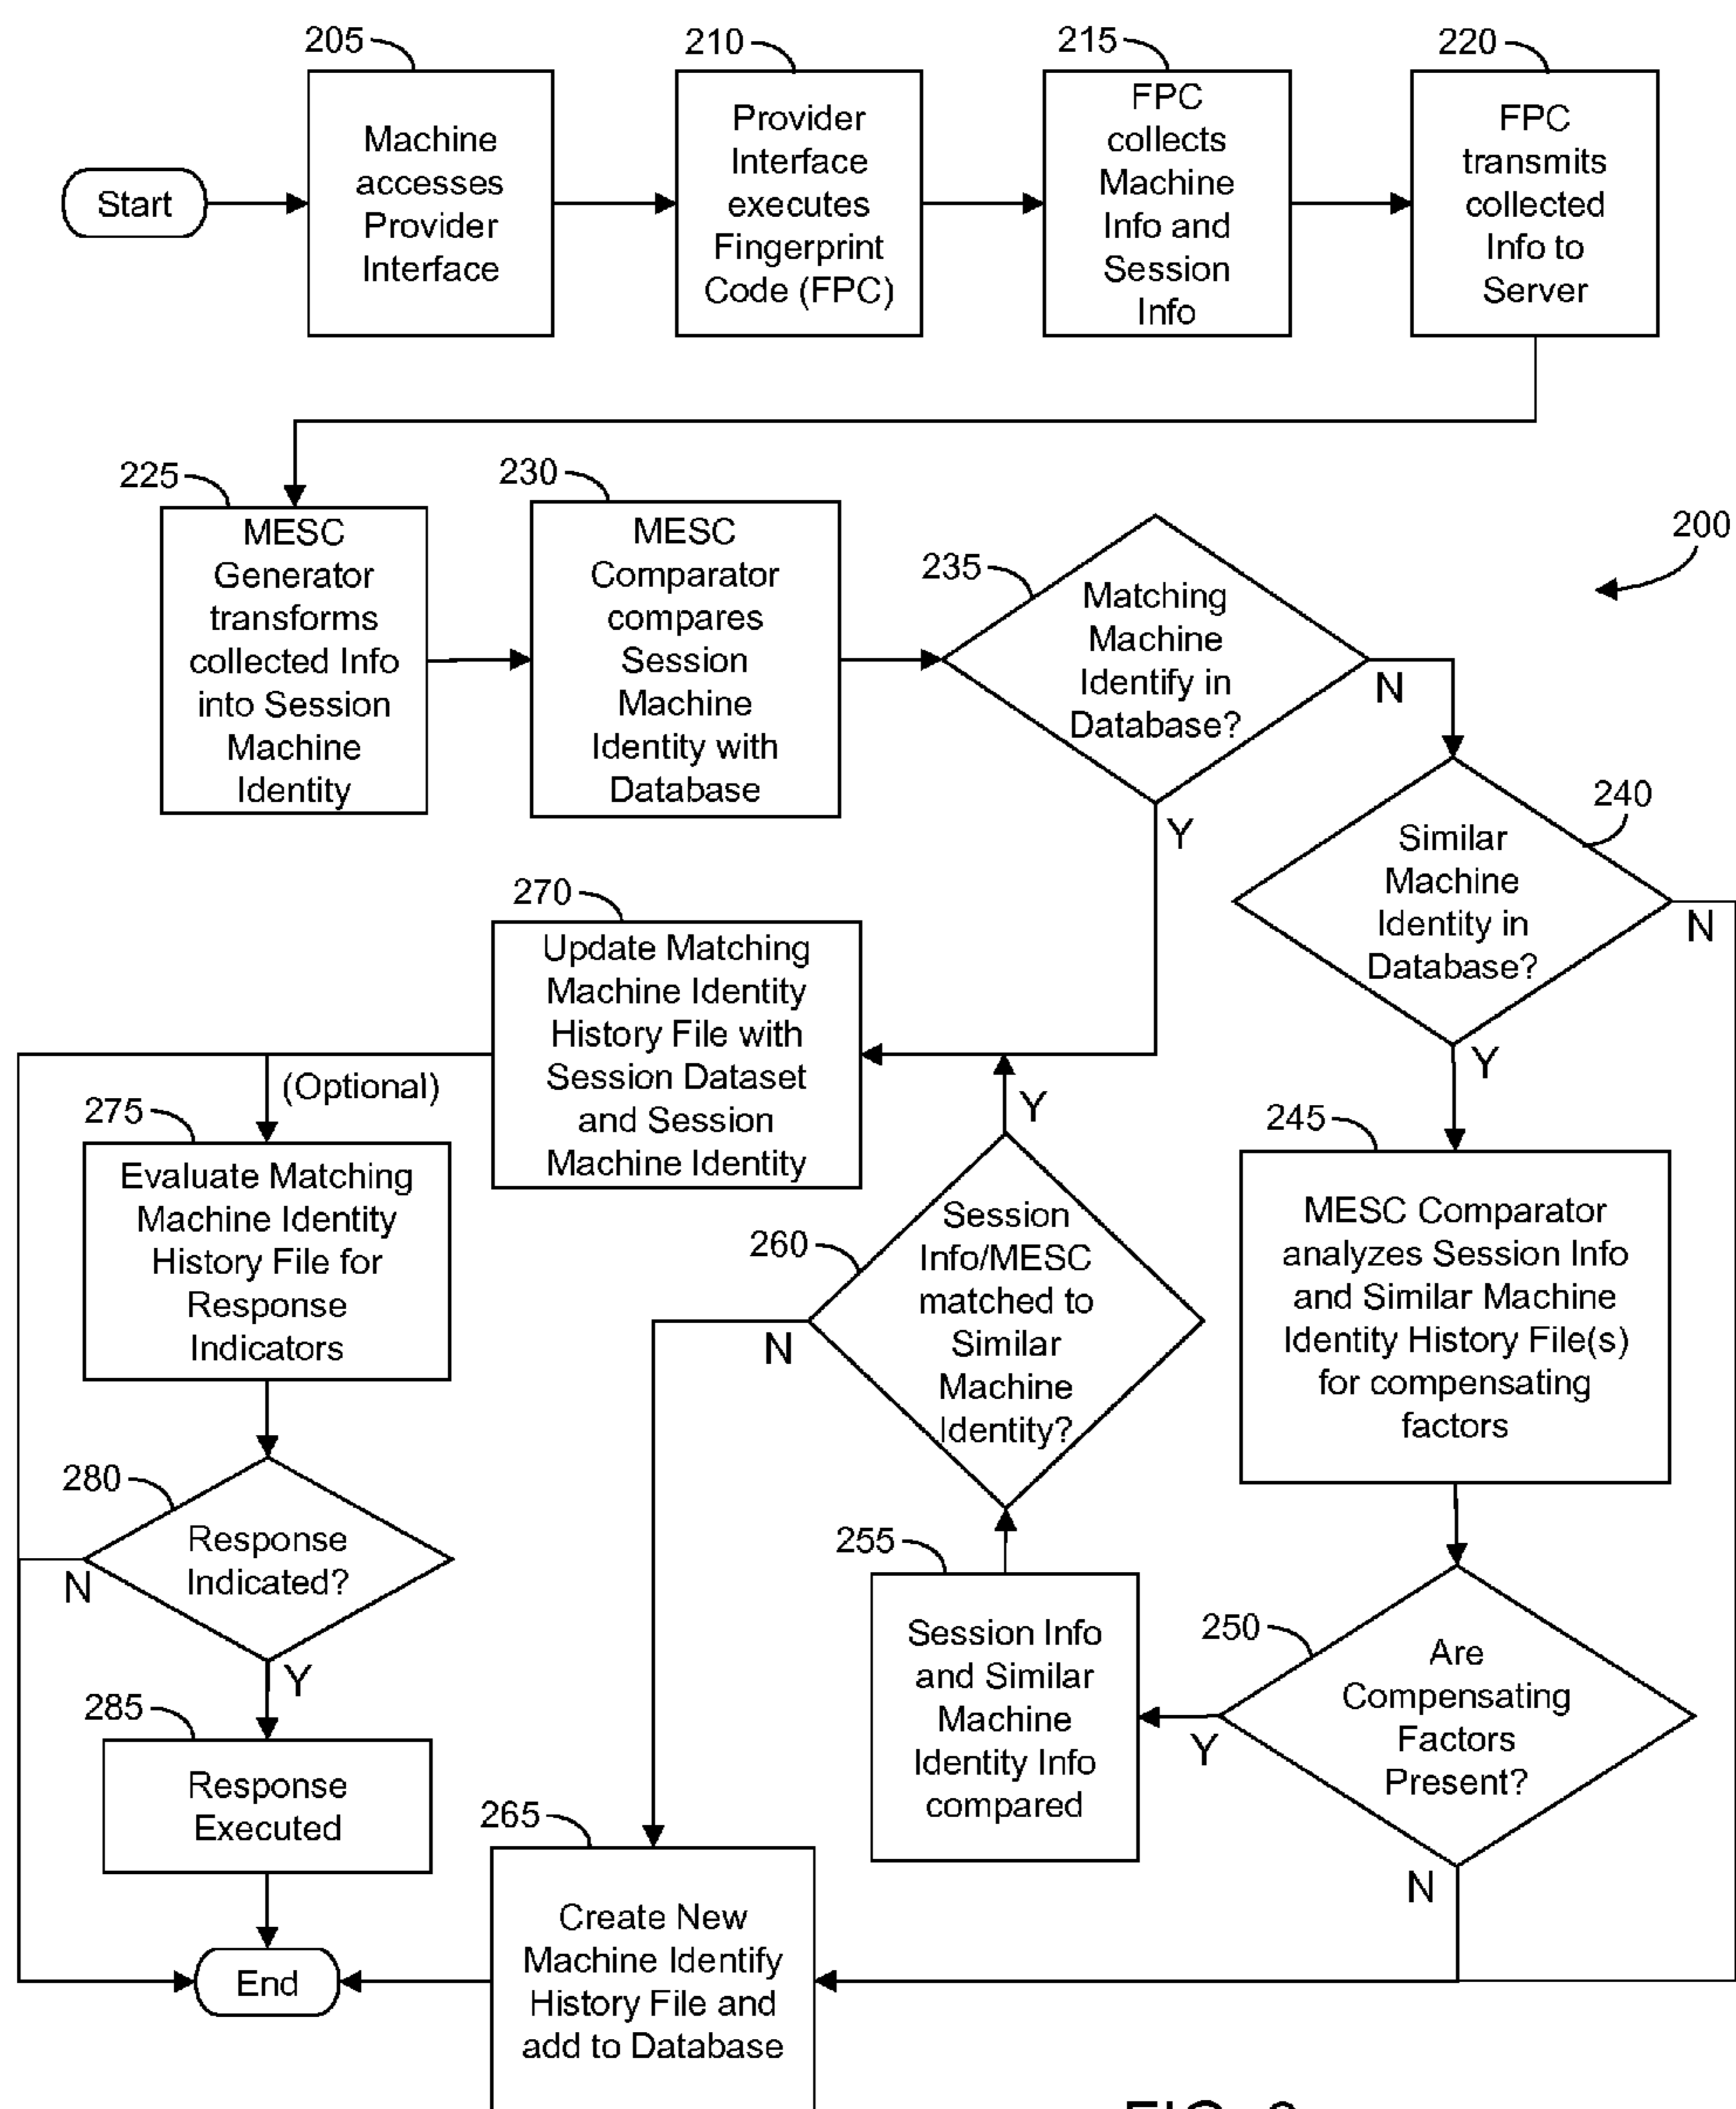 205
210
215
220
Start
Machine
accesses
Provider
Interface
Provider
Interface
executes
Fingerprint
Code (FPC)
FPC
collects
Machine
Info and
Session
Info
FPC
transmits
collected
Info to
Server
225
230
235
200
MESC
Generator
transforms
collected Info
into Session
Machine
Identity
MESC
Comparator
compares
Session
Machine
Identity with
Database
Matching
Machine
Identify in
Database?
N
Y
240
Similar
Machine
Identity in
Database?
N
Y
270
Update Matching
Machine Identity
History File with
Session Dataset
and Session
Machine Identity
(Optional)
275
Evaluate Matching
Machine Identity
History File for
Response
Indicators
245
MESC Comparator
analyzes Session Info
and Similar Machine
Identity History File(s)
for compensating
factors
Y
260
Session
Info/MESC
matched to
Similar
Machine
Identity?
N
280
Response
Indicated?
N
Y
255
Session Info
and Similar
Machine
Identity Info
compared
250
Are
Compensating
Factors
Present?
Y
N
285
Response
Executed
265
Create New
Machine Identify
History File and
add to Database
End